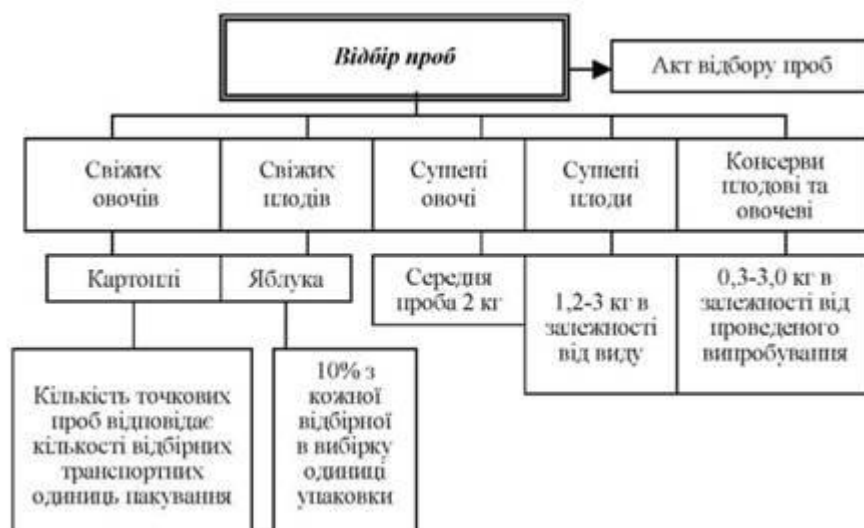 Відбір проб
Акт відбору проб
Свіжих
овочів
Свіжих
плодів
Сушені
овочі
Сушені
плоди
Консерви
плодові та
овочеві
Картоплі
Яблука
Середня
проба 2 кг
1,2-3 кг в
залежності
від виду
0,3-3,0 кг в
залежності від
проведеного
випробування
Кількість точкових
проб відповідає
кількості відбірних
транспортних
одиниць пакування
10% з
кожної
відбірної
в вибірку
одиниці
упаковки